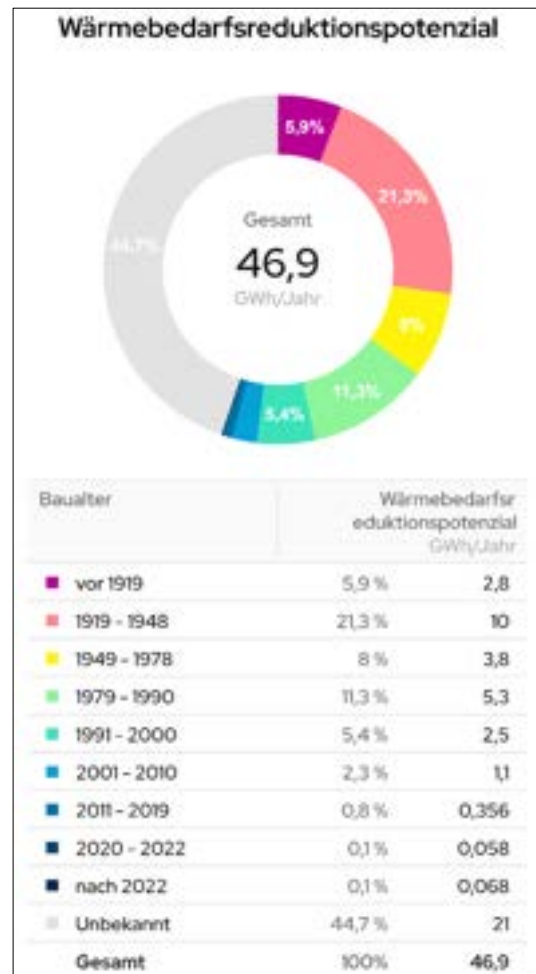 Wärmebedarfsreduktionspotenzial
5,9%
21,3%
8%
11,3%
5,4%
44,7%
Gesamt
46,9
GWh/Jahr
Baualter Wärmebedarfsr
eduktionspotenzial
GWh/Jahr
vor 1919 5,9 % 2,8
1919 - 1948 21,3 % 10
1949 - 1978 8 % 3,8
1979 - 1990 11,3 % 5,3
1991 - 2000 5,4 % 2,5
2001 - 2010 2,3 % 1,1
2011 - 2019 0,8 % 0,356
2020 - 2022 0,1 % 0,058
nach 2022 0,1 % 0,068
Unbekannt 44,7 % 21
Gesamt 100% 46,9